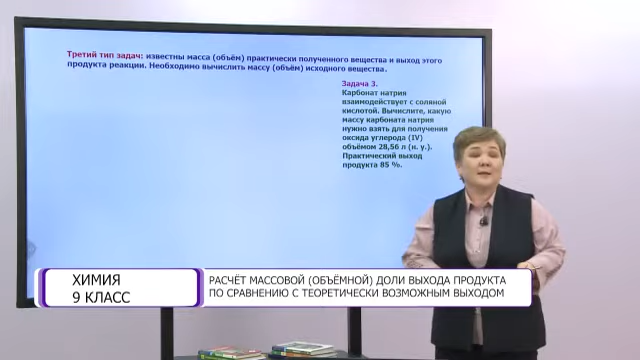 Третий тип задач: известны масса (объём) практически полученного вещества и выход этого
продукта реакции. Необходимо вычислить массу (объём) исходного вещества.
Задача 3.
Карбонат натрия
взаимодействует с соляной
кислотой. Вычислите, какую
массу карбоната натрия
нужно взять для получения
оксида углерода (IV)
объёмом 28,56 л (н. у.).
Практический выход
продукта 85 %.
ХИМИЯ
9 КЛАСС
РАСЧЁТ МАССОВОЙ (ОБЪЁМНОЙ) ДОЛИ ВЫХОДА ПРОДУКТА
ПО СРАВНЕНИЮ С ТЕОРЕТИЧЕСКИ ВОЗМОЖНЫМ ВЫХОДОМ